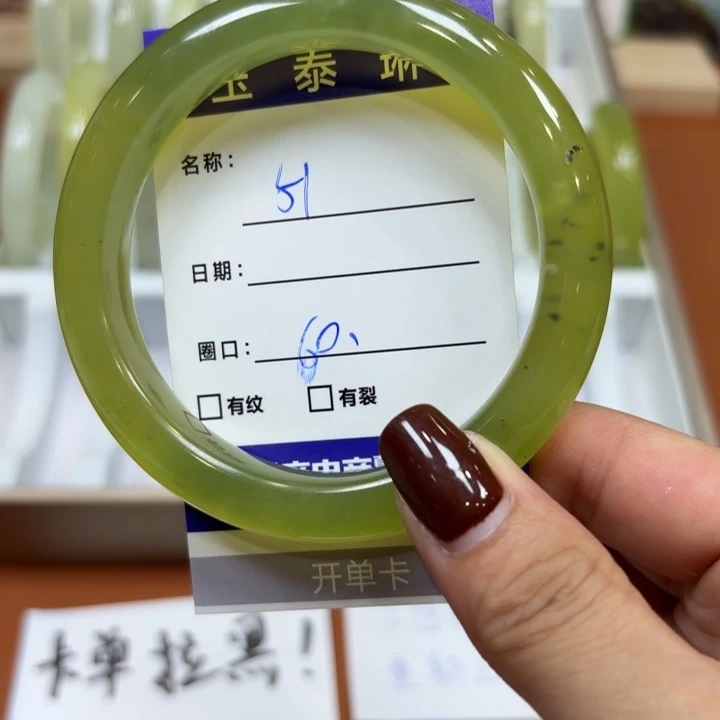 玉泰琳
名称: 51
日期:
圈口: 60、
□有纹 □有裂
开单卡
卡单拉黑!